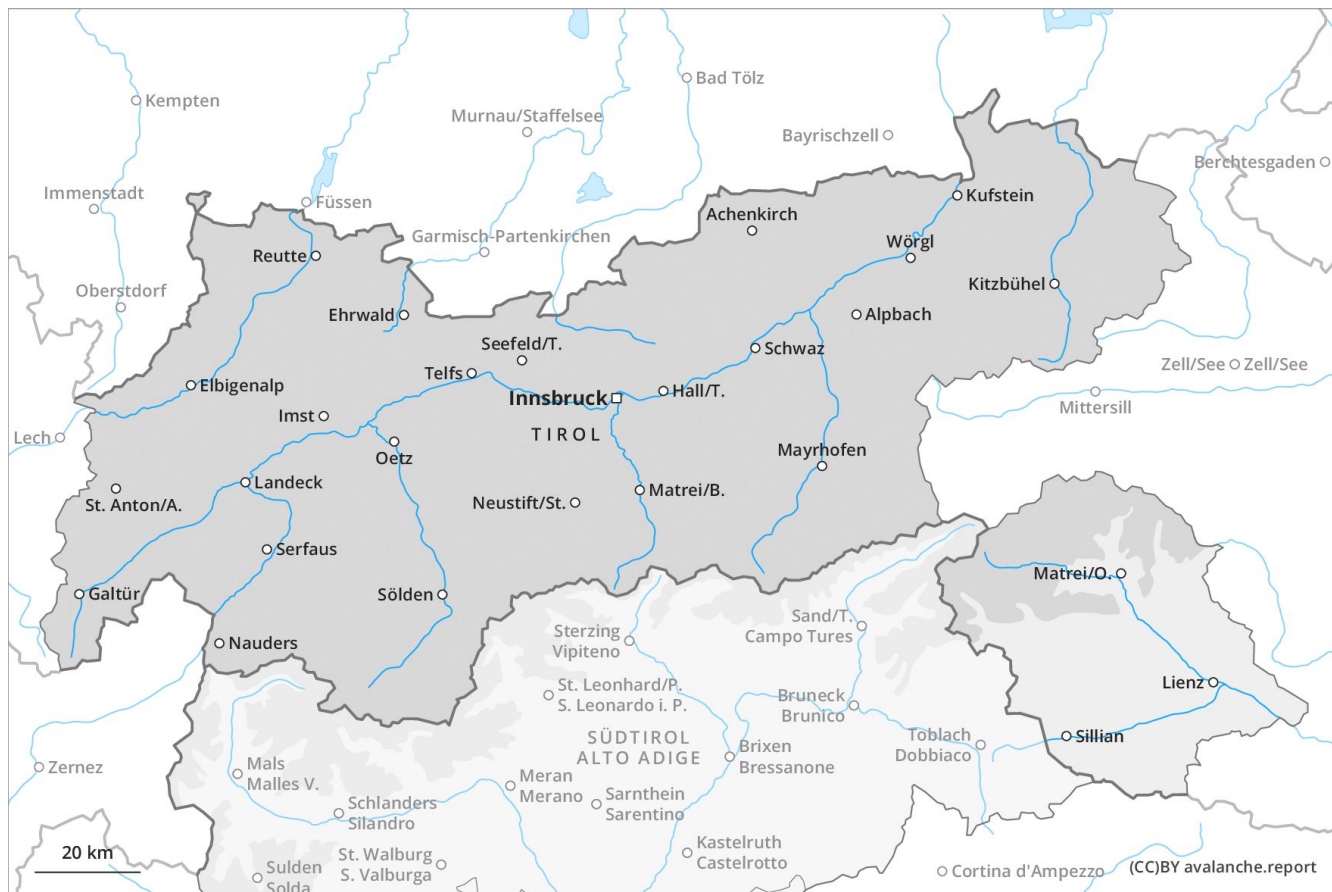 Bad Tölz
Kempten
Murnau/Staffelsee
Bayrischzell
Berchtesgaden
Immenstadt
Füssen
Kufstein
Achenkirch
Garmisch-Partenkirchen
Wörgl
Reutte
Kitzbühel
Oberstdorf
Ehrwald
Alpbach
Seefeld/T.
Schwaz
Telfs
Zell/See
Zell/See
Elbigenalp
Hall/T.
Innsbruck
Mittersill
Imst
Lech
TIROL
Oetz
Mayrhofen
Landeck
Matrei/B.
St. Anton/A.
Neustift/St.
Serfaus
Matrei/O.
Galtür
Sölden
Sand/T.
Campo Tures
Sterzing
Vipiteno
Nauders
Lienz
St. Leonhard/P.
S. Leonardo i. P.
Bruneck
Brunico
SÜDTIROL
ALTO ADIGE
Toblach
Dobbiaco
Sillian
Brixen
Bressanone
Zernez
Mals
Malles V.
Meran
Merano
Sarnthein
Sarentino
Schlanders
Silandro
Kastelruth
Castelrotto
20 km
St. Walburg
S. Valburga
Sulden
Solda
Cortina d'Ampezzo
(CC)BY avalanche.report